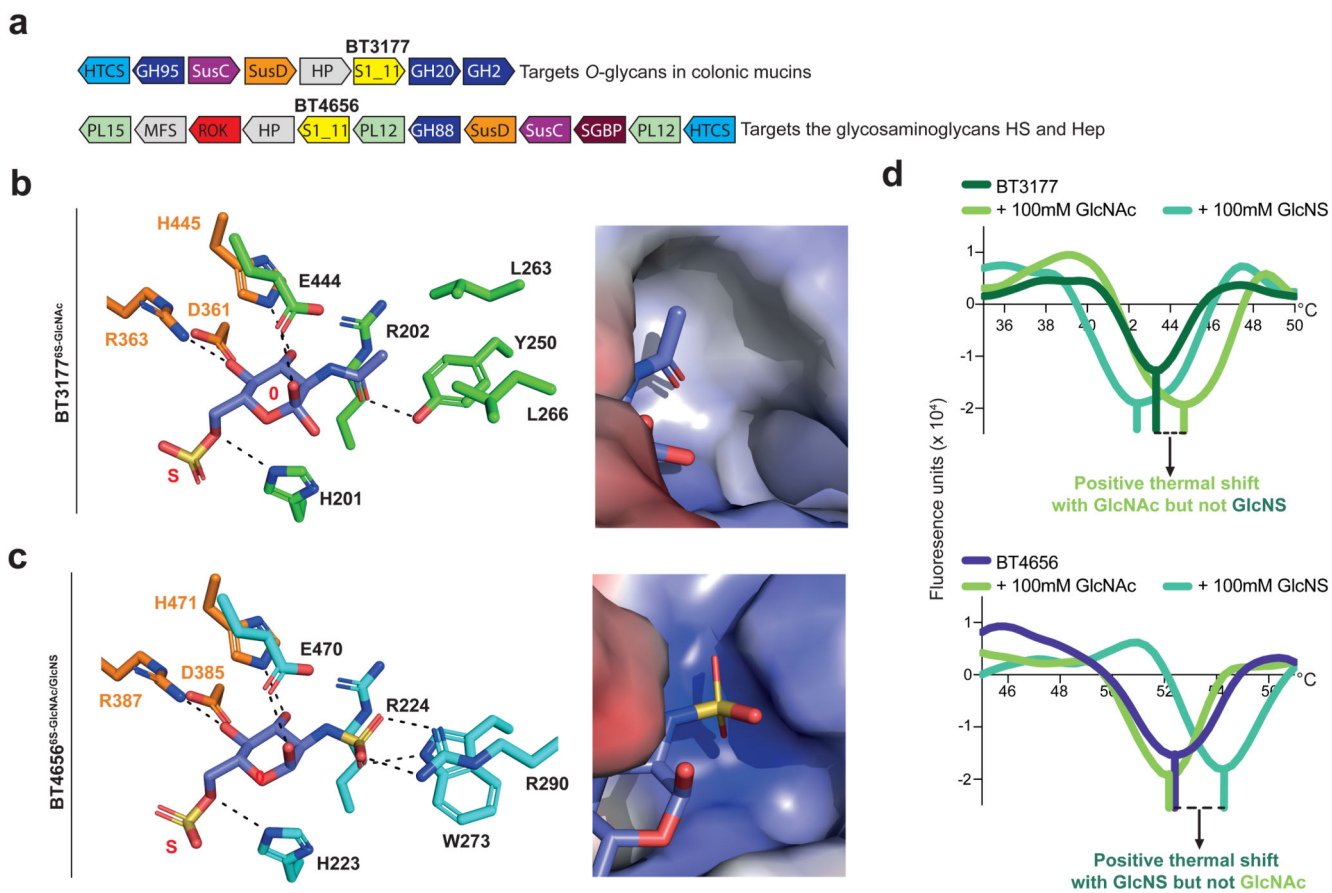 a
BT3177
HTCS GH95 SusC SusD HP S1_11 GH20 GH2 Targets O-glycans in colonic mucins
BT4656
PL15 MFS ROK HP S1_11 PL12 GH88 SusD SusC SGBP PL12 HTCS Targets the glycosaminoglycans HS and Hep
b
BT3177 6S-GlcNAc
H445
E444
L263
D361
R202
R363
Y250
0
L266
S
H201
c
BT4656 6S-GlcNAc/GlcNS
H471
E470
D385
R224
R387
R290
0
W273
S
H223
d
BT3177
+ 100mM GlcNAc + 100mM GlcNS
1
0
-1
-2
36 38 40 42 44 46 48 50
°C
Positive thermal shift
with GlcNAc but not GlcNS
Fluoresence units (x 10⁴)
BT4656
+ 100mM GlcNAc + 100mM GlcNS
1
0
-1
-2
46 48 50 52 54 56
°C
Positive thermal shift
with GlcNS but not GlcNAc